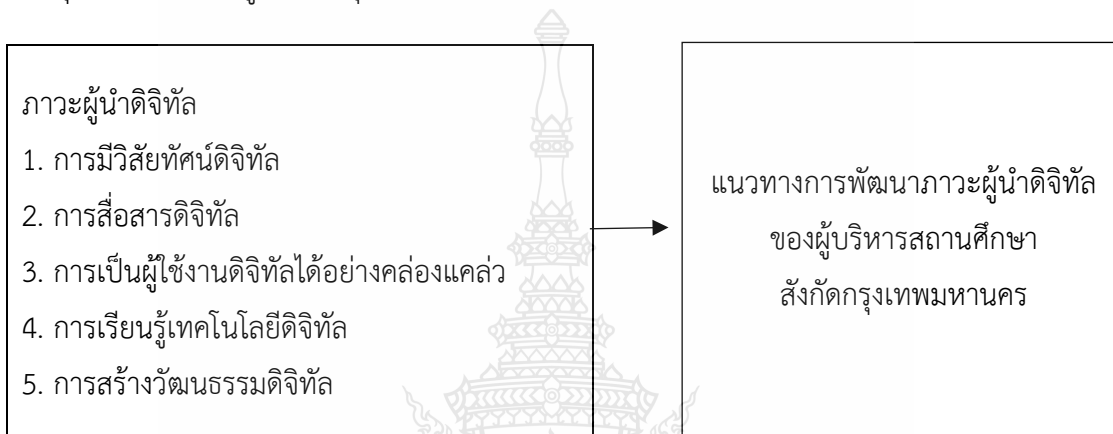 ภาวะผู้นำดิจิทัล
1. การมีวิสัยทัศน์ดิจิทัล
2. การสื่อสารดิจิทัล
3. การเป็นผู้ใช้งานดิจิทัลได้อย่างคล่องแคล่ว
4. การเรียนรู้เทคโนโลยีดิจิทัล
5. การสร้างวัฒนธรรมดิจิทัล
แนวทางการพัฒนาภาวะผู้นำดิจิทัล
ของผู้บริหารสถานศึกษา
สังกัดกรุงเทพมหานคร